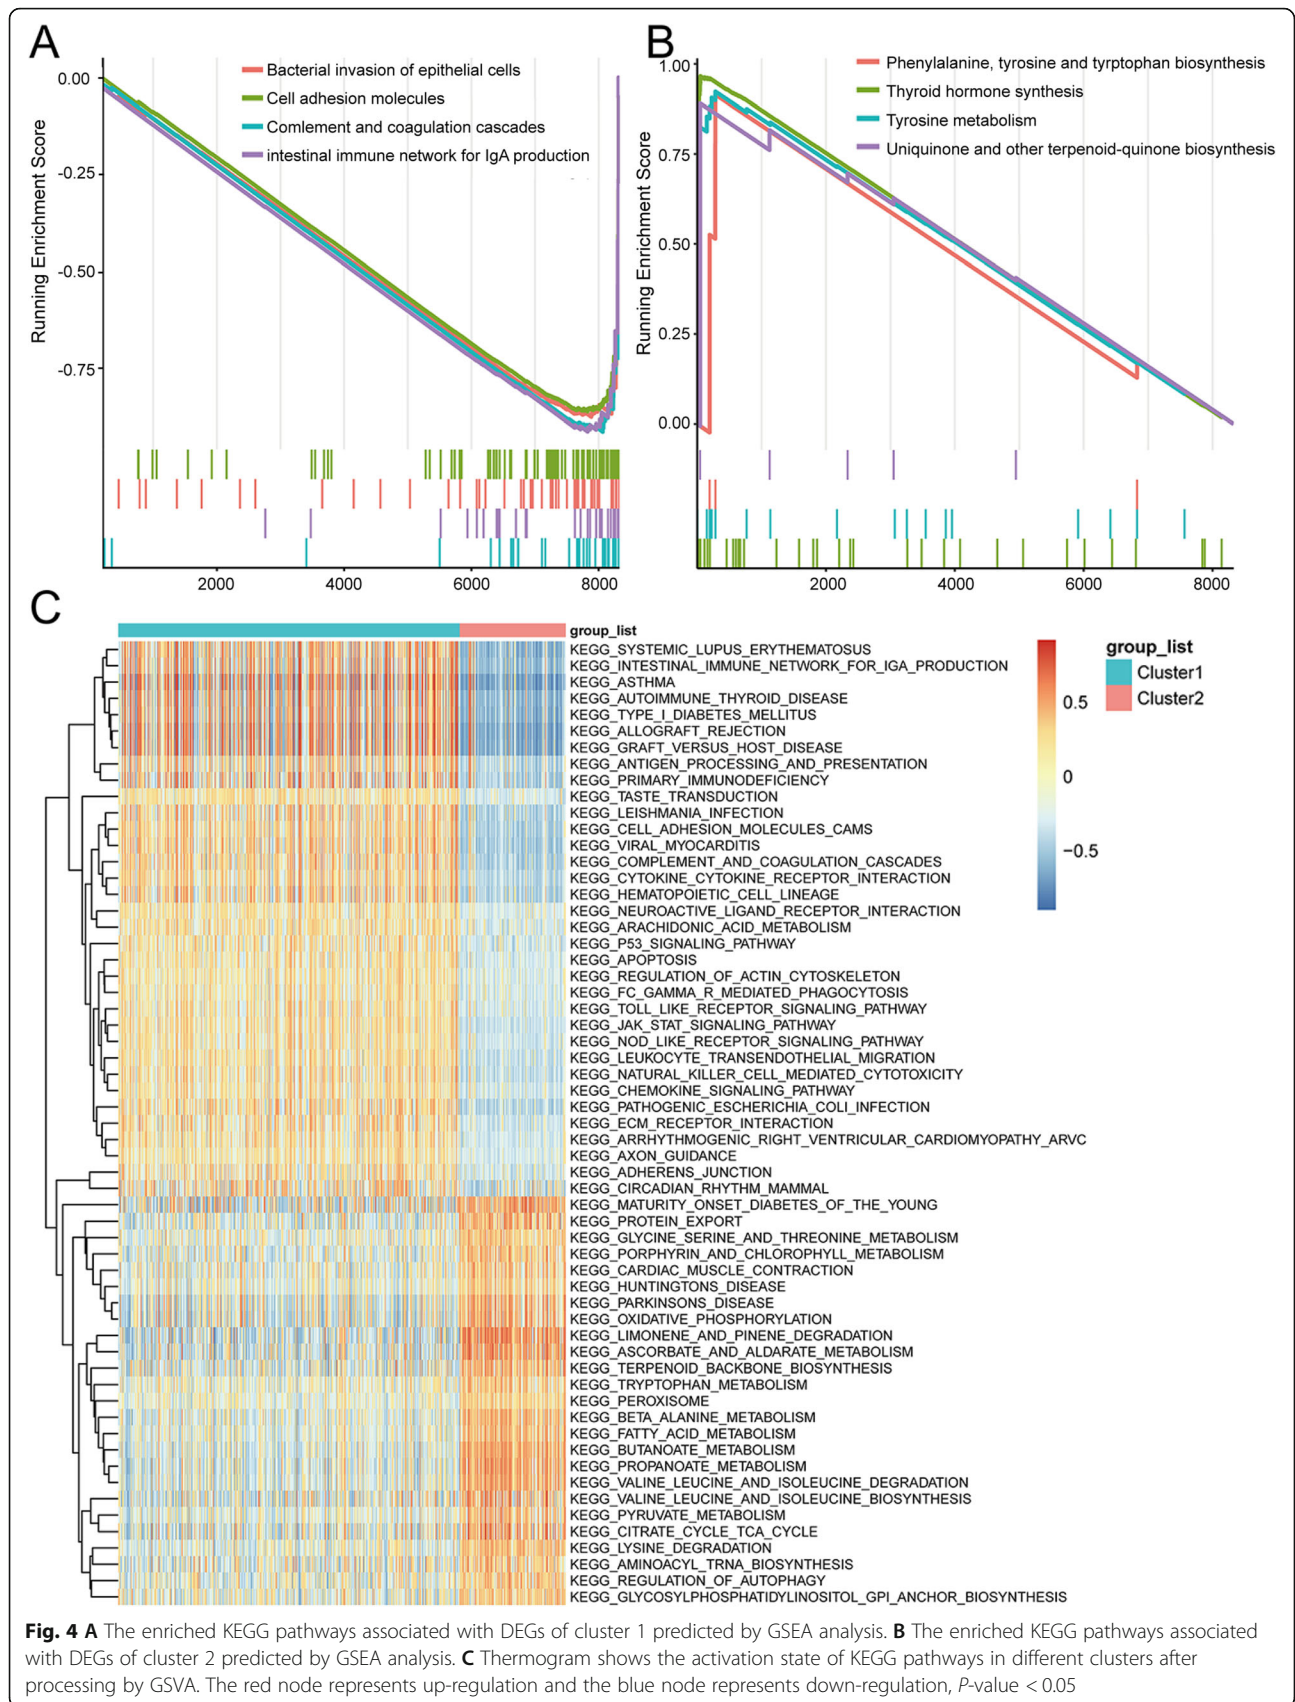 A
Bacterial invasion of epithelial cells
Cell adhesion molecules
Comlement and coagulation cascades
intestinal immune network for IgA production
Running Enrichment Score
0.00
-0.25
-0.50
-0.75
2000 4000 6000 8000
B
Phenylalanine, tyrosine and tyrptophan biosynthesis
Thyroid hormone synthesis
Tyrosine metabolism
Uniquinone and other terpenoid-quinone biosynthesis
Running Enrichment Score
1.00
0.75
0.50
0.25
0.00
2000 4000 6000 8000
C
group_list
KEGG_SYSTEMIC_LUPUS_ERYTHEMATOSUS
KEGG_INTESTINAL_IMMUNE_NETWORK_FOR_IGA_PRODUCTION
KEGG_ASTHMA
KEGG_AUTOIMMUNE_THYROID_DISEASE
KEGG_TYPE_I_DIABETES_MELLITUS
KEGG_ALLOGRAFT_REJECTION
KEGG_GRAFT_VERSUS_HOST_DISEASE
KEGG_ANTIGEN_PROCESSING_AND_PRESENTATION
KEGG_PRIMARY_IMMUNODEFICIENCY
KEGG_TASTE_TRANSDUCTION
KEGG_LEISHMANIA_INFECTION
KEGG_CELL_ADHESION_MOLECULES_CAMS
KEGG_VIRAL_MYOCARDITIS
KEGG_COMPLEMENT_AND_COAGULATION_CASCADES
KEGG_CYTOKINE_CYTOKINE_RECEPTOR_INTERACTION
KEGG_HEMATOPOIETIC_CELL_LINEAGE
KEGG_NEUROACTIVE_LIGAND_RECEPTOR_INTERACTION
KEGG_ARACHIDONIC_ACID_METABOLISM
KEGG_P53_SIGNALING_PATHWAY
KEGG_APOPTOSIS
KEGG_REGULATION_OF_ACTIN_CYTOSKELETON
KEGG_FC_GAMMA_R_MEDIATED_PHAGOCYTOSIS
KEGG_TOLL_LIKE_RECEPTOR_SIGNALING_PATHWAY
KEGG_JAK_STAT_SIGNALING_PATHWAY
KEGG_NOD_LIKE_RECEPTOR_SIGNALING_PATHWAY
KEGG_LEUKOCYTE_TRANSENDOTHELIAL_MIGRATION
KEGG_NATURAL_KILLER_CELL_MEDIATED_CYTOTOXICITY
KEGG_CHEMOKINE_SIGNALING_PATHWAY
KEGG_PATHOGENIC_ESCHERICHIA_COLI_INFECTION
KEGG_ECM_RECEPTOR_INTERACTION
KEGG_ARRHYTHMOGENIC_RIGHT_VENTRICULAR_CARDIOMYOPATHY_ARVC
KEGG_AXON_GUIDANCE
KEGG_ADHERENS_JUNCTION
KEGG_CIRCADIAN_RHYTHM_MAMMAL
KEGG_MATURITY_ONSET_DIABETES_OF_THE_YOUNG
KEGG_PROTEIN_EXPORT
KEGG_GLYCINE_SERINE_AND_THREONINE_METABOLISM
KEGG_PORPHYRIN_AND_CHLOROPHYLL_METABOLISM
KEGG_CARDIAC_MUSCLE_CONTRACTION
KEGG_HUNTINGTONS_DISEASE
KEGG_PARKINSONS_DISEASE
KEGG_OXIDATIVE_PHOSPHORYLATION
KEGG_LIMONENE_AND_PINENE_DEGRADATION
KEGG_ASCORBATE_AND_ALDARATE_METABOLISM
KEGG_TERPENOID_BACKBONE_BIOSYNTHESIS
KEGG_TRYPTOPHAN_METABOLISM
KEGG_PEROXISOME
KEGG_BETA_ALANINE_METABOLISM
KEGG_FATTY_ACID_METABOLISM
KEGG_BUTANOATE_METABOLISM
KEGG_PROPANOATE_METABOLISM
KEGG_VALINE_LEUCINE_AND_ISOLEUCINE_DEGRADATION
KEGG_VALINE_LEUCINE_AND_ISOLEUCINE_BIOSYNTHESIS
KEGG_PYRUVATE_METABOLISM
KEGG_CITRATE_CYCLE_TCA_CYCLE
KEGG_LYSINE_DEGRADATION
KEGG_AMINOACYL_TRNA_BIOSYNTHESIS
KEGG_REGULATION_OF_AUTOPHAGY
KEGG_GLYCOSYLPHOSPHATIDYLINOSITOL_GPI_ANCHOR_BIOSYNTHESIS
0.5
0
−0.5
group_list
Cluster1
Cluster2
Fig. 4 A The enriched KEGG pathways associated with DEGs of cluster 1 predicted by GSEA analysis. B The enriched KEGG pathways associated
with DEGs of cluster 2 predicted by GSEA analysis. C Thermogram shows the activation state of KEGG pathways in different clusters after
processing by GSVA. The red node represents up-regulation and the blue node represents down-regulation, P-value < 0.05